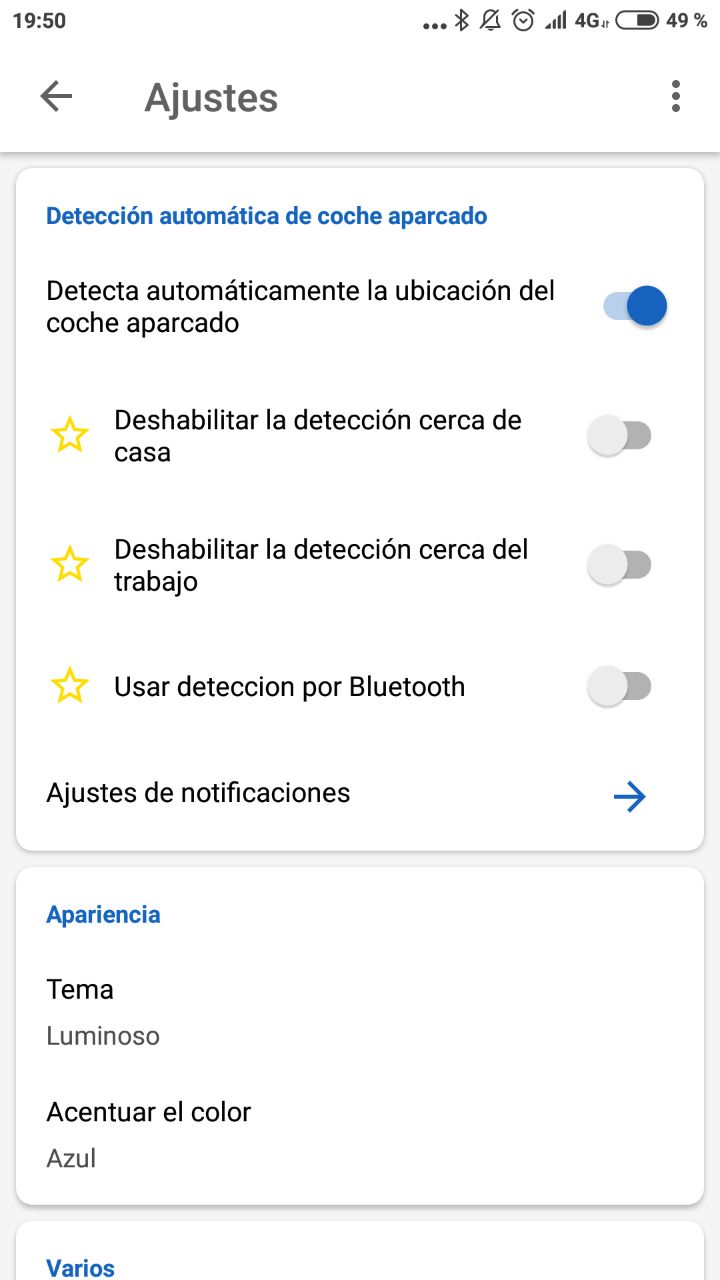 19:50
4G
49 %
Ajustes
Detección automática de coche aparcado
Detecta automáticamente la ubicación del
coche aparcado
Deshabilitar la detección cerca de
casa
Deshabilitar la detección cerca del
trabajo
Usar deteccion por Bluetooth
Ajustes de notificaciones
Apariencia
Tema
Luminoso
Acentuar el color
Azul
Varios